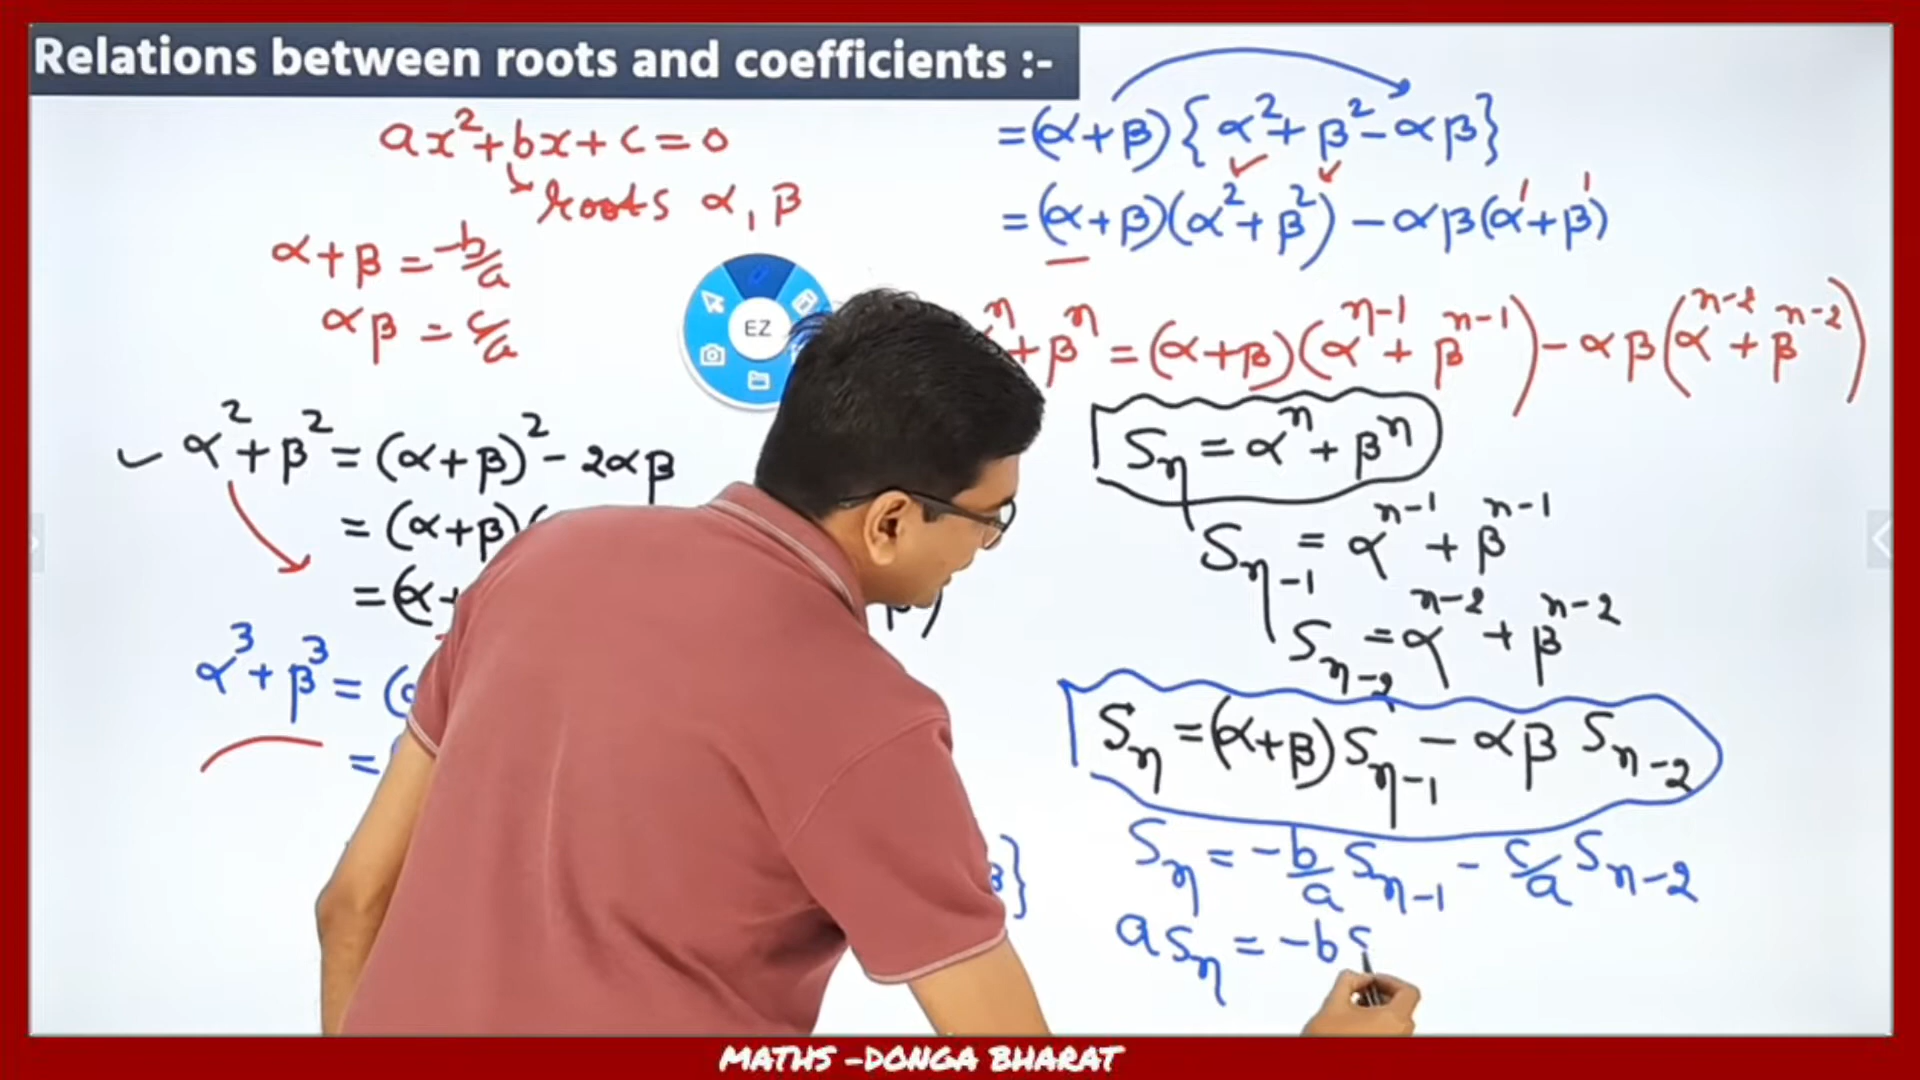 Relations between roots and coefficients :-
ax²+bx+c=0
roots α, β
α+β = -b/a
αβ = c/a
α²+β² = (α+β)² - 2αβ
= (α+β)(
= (α+
α³+β³ = (
=
EZ
=(α+β){α²+β²-αβ}
=(α+β)(α²+β²) - αβ(α¹+β¹)
ⁿ+βⁿ = (α+β)(αⁿ⁻¹+βⁿ⁻¹) - αβ(αⁿ⁻²+βⁿ⁻²)
Sₙ = αⁿ + βⁿ
Sₙ₋₁ = αⁿ⁻¹ + βⁿ⁻¹
Sₙ₋₂ = αⁿ⁻² + βⁿ⁻²
Sₙ = (α+β) Sₙ₋₁ - αβ Sₙ₋₂
Sₙ = -b/a Sₙ₋₁ - c/a Sₙ₋₂
aSₙ = -bS
MATHS -DONGA BHARAT